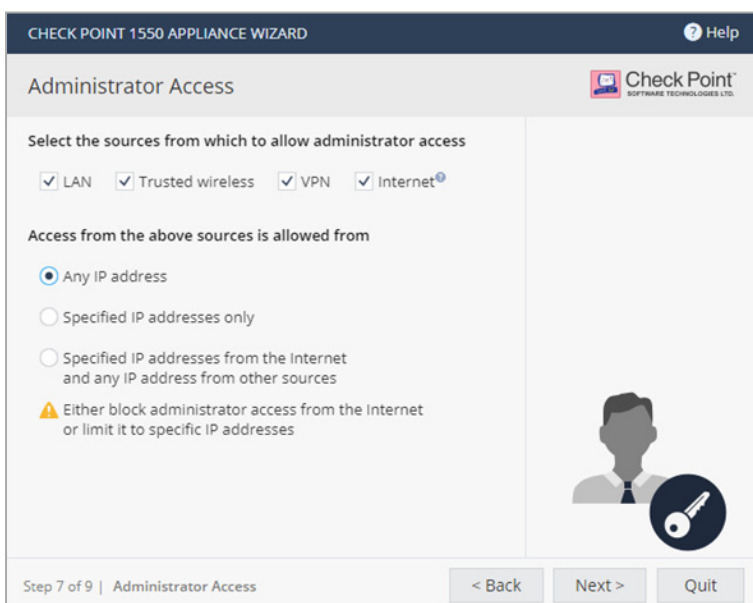 CHECK POINT 1550 APPLIANCE WIZARD
? Help
Administrator Access
Check Point™
SOFTWARE TECHNOLOGIES LTD.
Select the sources from which to allow administrator access
LAN Trusted wireless VPN Internet ?
Access from the above sources is allowed from
Any IP address
Specified IP addresses only
Specified IP addresses from the Internet
and any IP address from other sources
Either block administrator access from the Internet
or limit it to specific IP addresses
Step 7 of 9 | Administrator Access
< Back Next > Quit